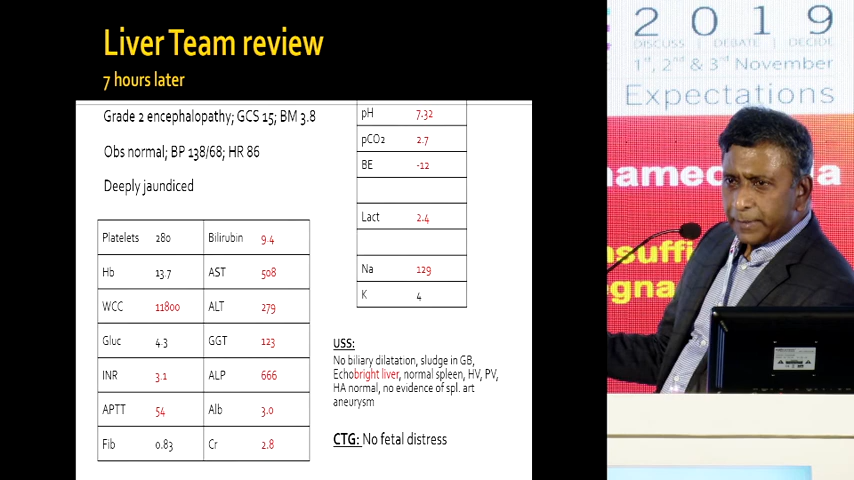 Liver Team review
7 hours later
Grade 2 encephalopathy; GCS 15; BM 3.8
Obs normal; BP 138/68; HR 86
Deeply jaundiced
Platelets 280 Bilirubin 9.4
Hb 13.7 AST 508
WCC 11800 ALT 279
Gluc 4.3 GGT 123
INR 3.1 ALP 666
APTT 54 Alb 3.0
Fib 0.83 Cr 2.8
pH 7.32
pCO2 2.7
BE -12
Lact 2.4
Na 129
K 4
USS:
No biliary dilatation, sludge in GB,
Echobright liver, normal spleen, HV, PV,
HA normal, no evidence of spl. art
aneurysm
CTG: No fetal distress
2019
DISCUSS | DEBATE | DECIDE
1st, 2nd & 3rd November
Expectations
named
a
nsuffi
gna